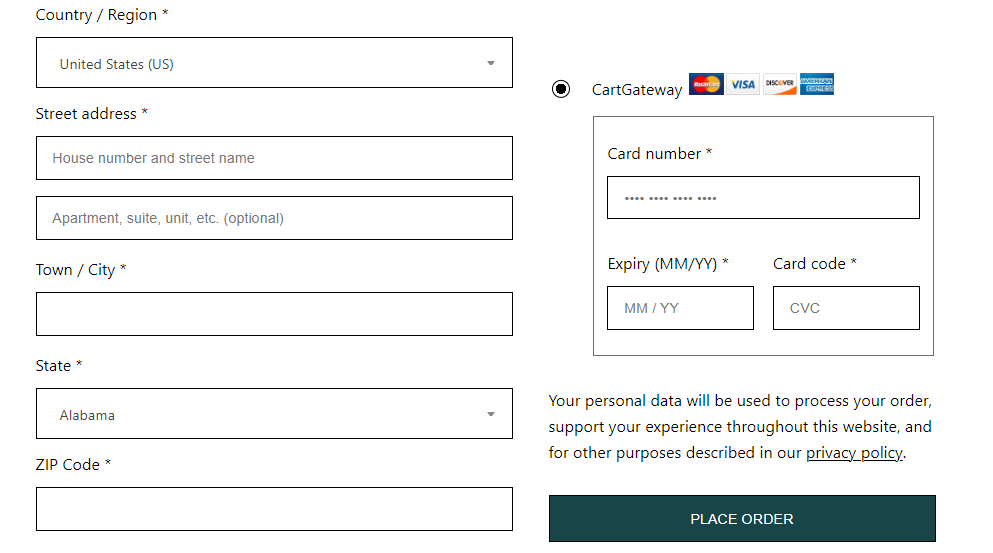 Country / Region *
United States (US)
Street address *
House number and street name
Apartment, suite, unit, etc. (optional)
Town / City *
State *
Alabama
ZIP Code *
CartGateway MasterCard VISA DISCOVER AMERICAN EXPRESS
Card number *
•••• •••• •••• ••••
Expiry (MM/YY) * Card code *
MM / YY CVC
Your personal data will be used to process your order,
support your experience throughout this website, and
for other purposes described in our privacy policy.
PLACE ORDER